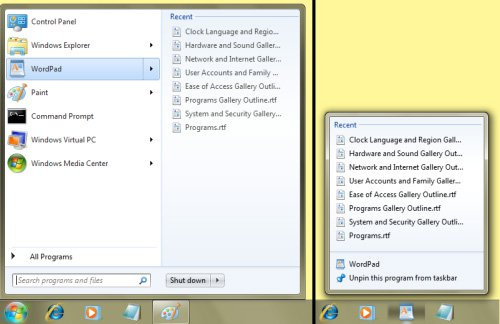 Control Panel
Windows Explorer
WordPad
Paint
Command Prompt
Windows Virtual PC
Windows Media Center
All Programs
Search programs and files
Shut down
Recent
Clock Language and Regio...
Hardware and Sound Galler...
Network and Internet Galler...
User Accounts and Family ...
Ease of Access Gallery Outli...
Programs Gallery Outline.rtf
System and Security Gallery...
Programs.rtf
Recent
Clock Language and Region Gall...
Hardware and Sound Gallery Out...
Network and Internet Gallery Out...
User Accounts and Family Galler...
Ease of Access Gallery Outline.rtf
Programs Gallery Outline.rtf
System and Security Gallery Outli...
Programs.rtf
WordPad
Unpin this program from taskbar